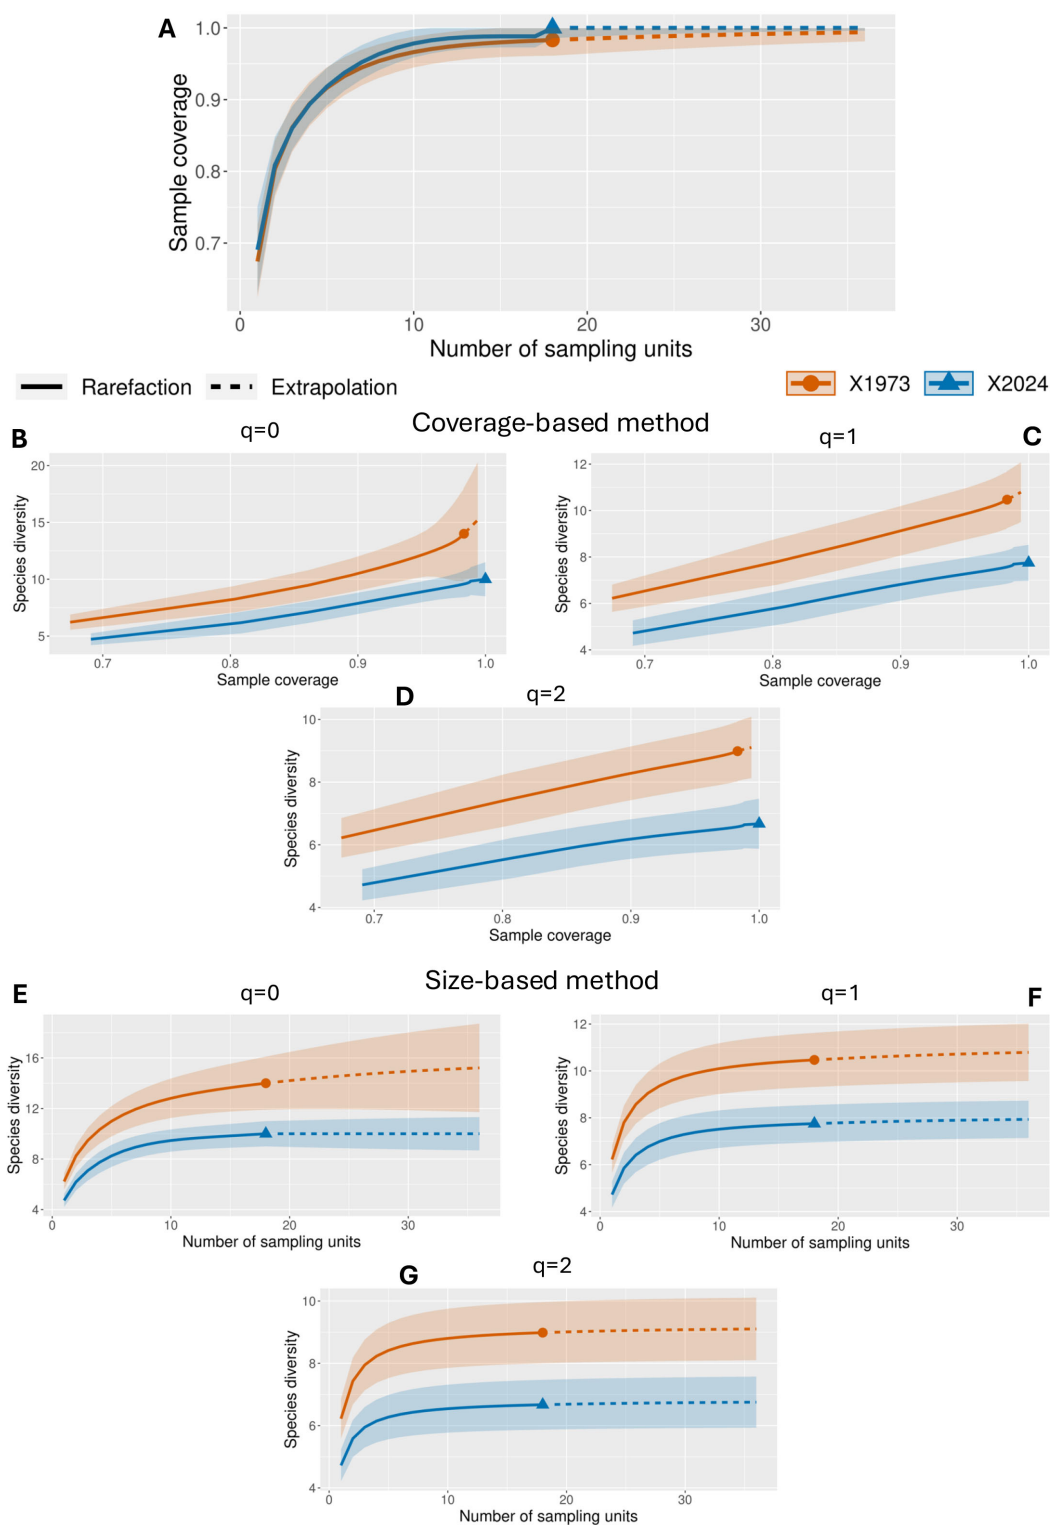 A
1.0
0.9
0.8
0.7
Sample coverage
0
10
20
30
Number of sampling units
Rarefaction
Extrapolation
X1973
X2024
Coverage-based method
B
q=0
20
15
10
5
Species diversity
0.7
0.8
0.9
1.0
Sample coverage
q=1
C
12
10
8
6
4
Species diversity
0.7
0.8
0.9
1.0
Sample coverage
D
q=2
10
8
6
4
Species diversity
0.7
0.8
0.9
1.0
Sample coverage
Size-based method
E
q=0
16
12
8
4
Species diversity
0
10
20
30
Number of sampling units
q=1
F
12
10
8
6
4
Species diversity
0
10
20
30
Number of sampling units
G
q=2
10
8
6
4
Species diversity
0
10
20
30
Number of sampling units